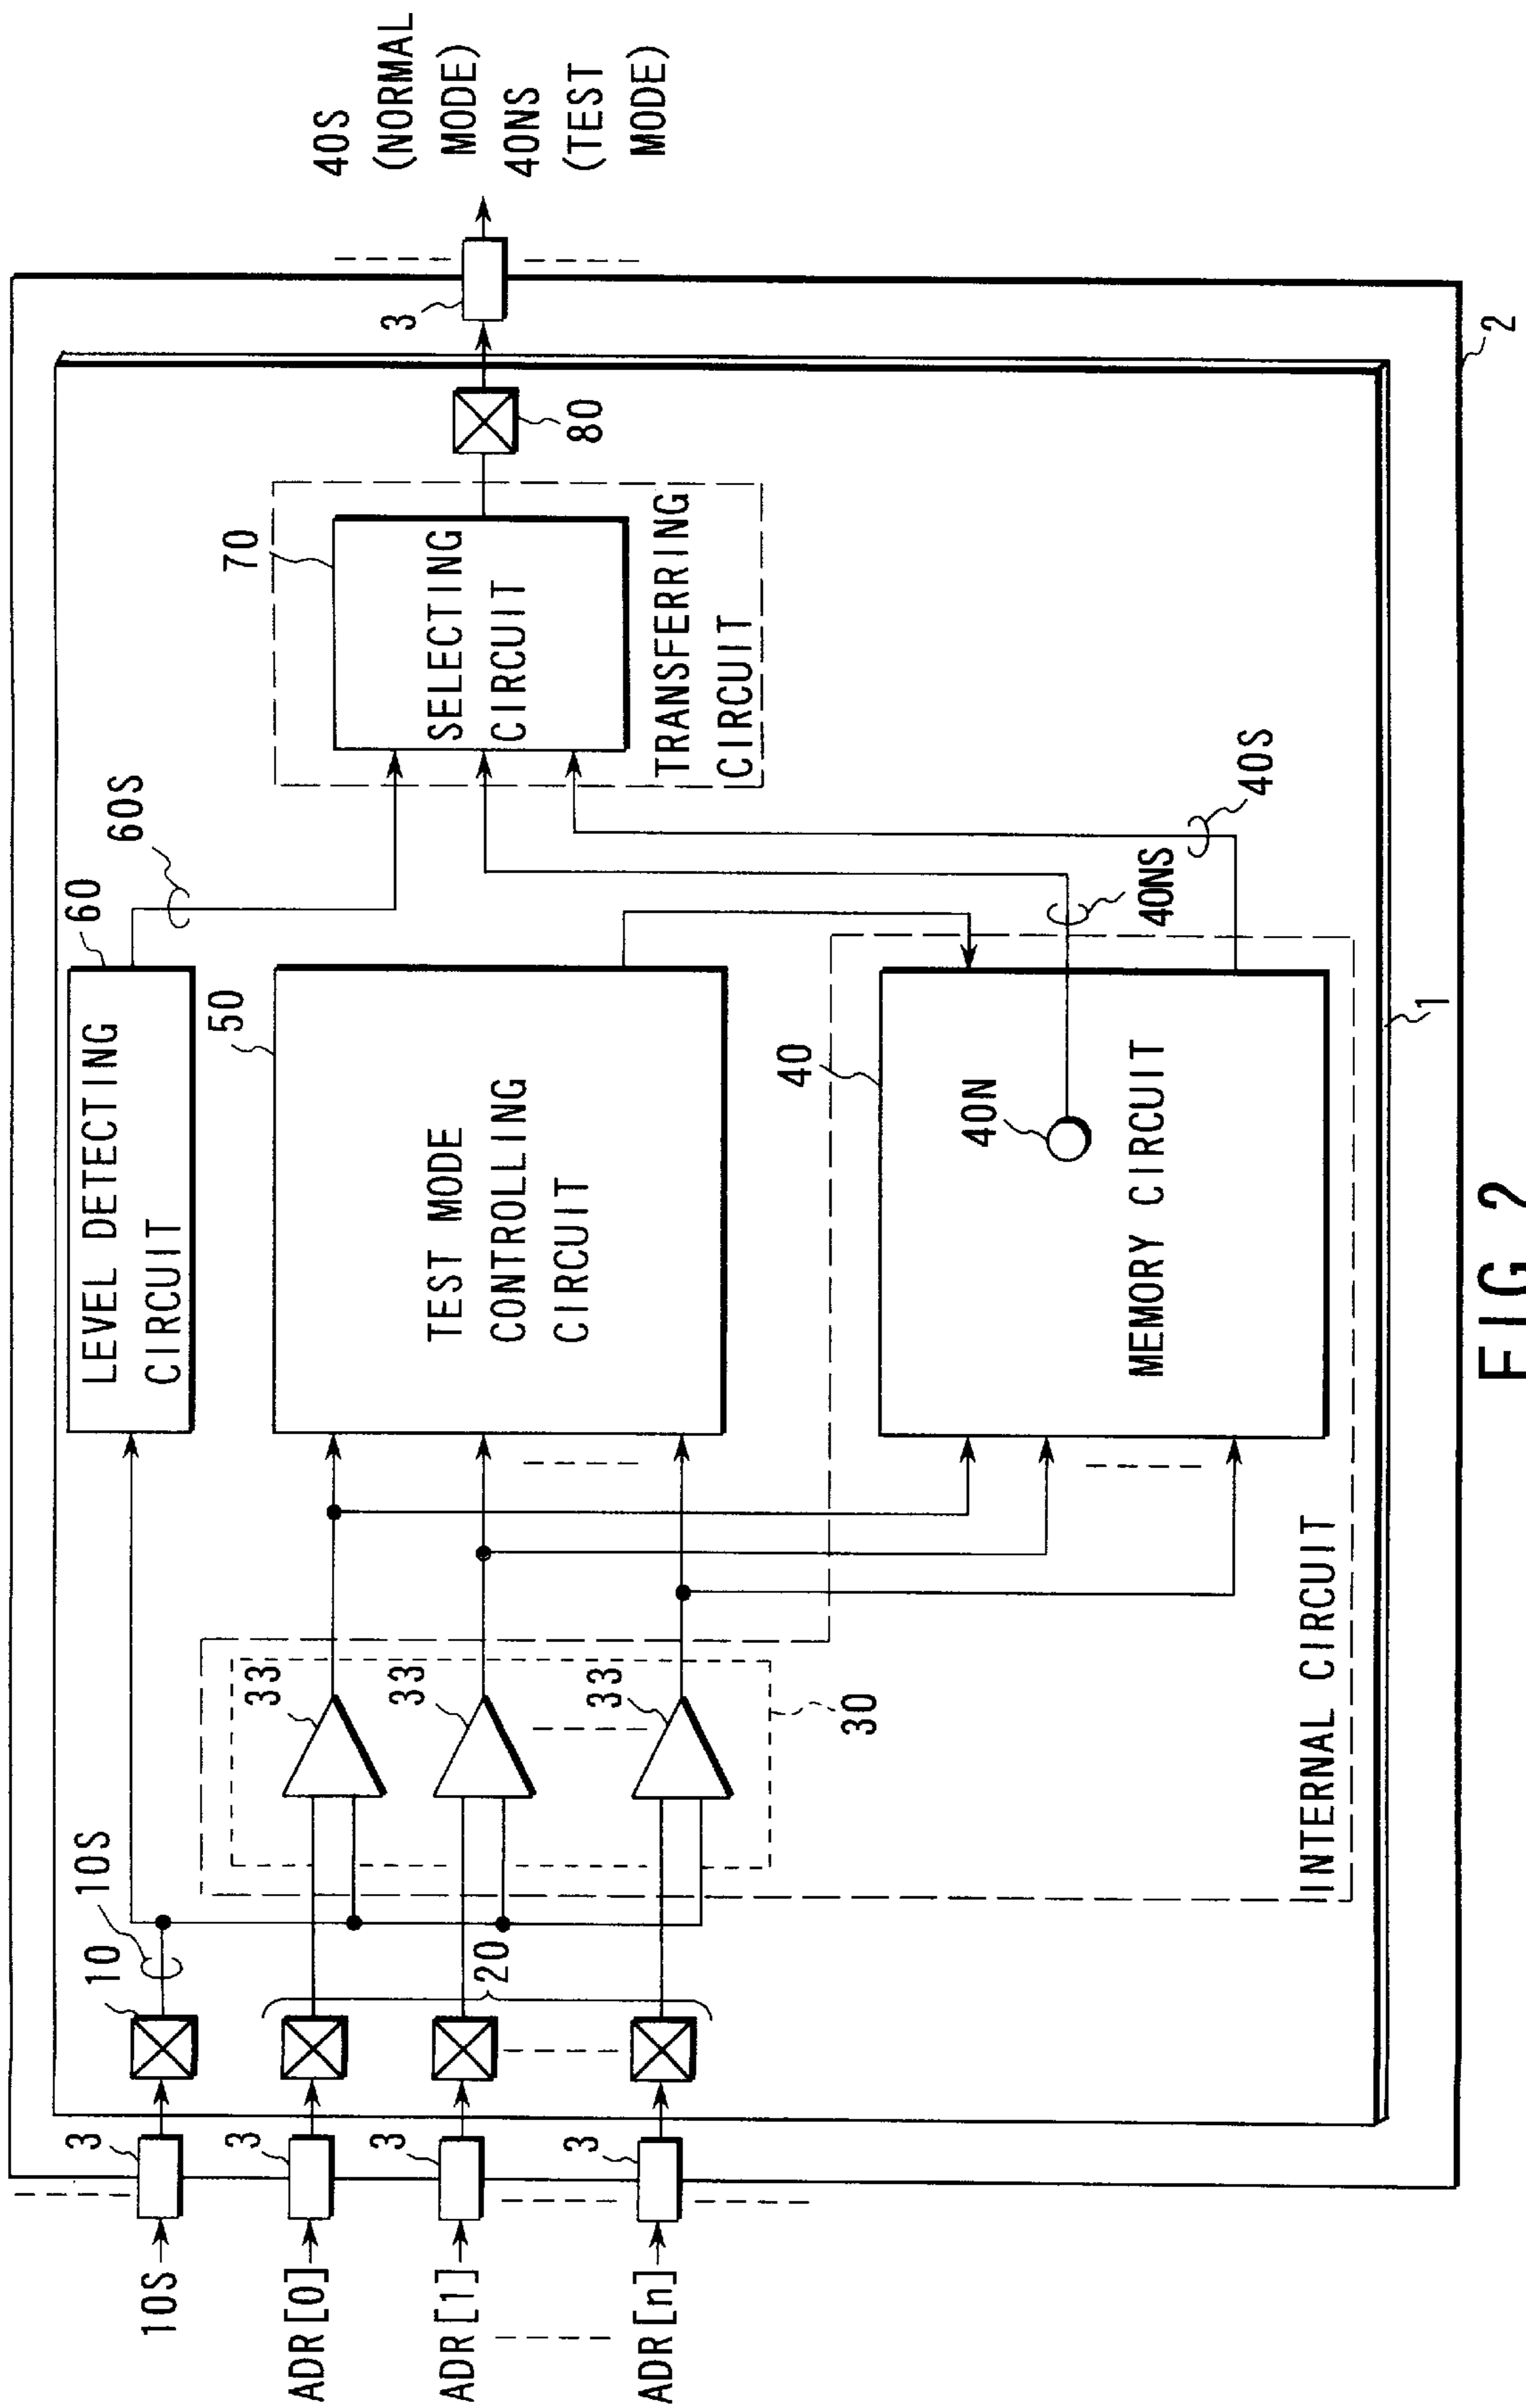 10S
ADR[0]
ADR[1]
ADR[n]
3
3
3
3
10
10S
20
33
33
33
30
INTERNAL CIRCUIT
LEVEL DETECTING
CIRCUIT
60
60S
TEST MODE
CONTROLLING
CIRCUIT
50
40
40N
MEMORY CIRCUIT
40NS
40S
70
SELECTING
CIRCUIT
TRANSFERRING
CIRCUIT
80
3
40S
(NORMAL
MODE)
40NS
(TEST
MODE)
1
2
FIG. 2